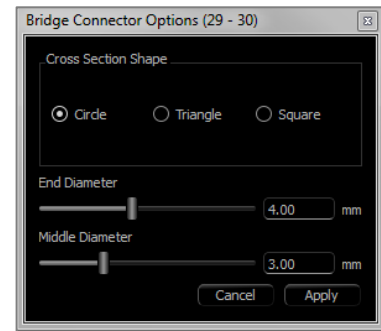 Bridge Connector Options (29 - 30)
Cross Section Shape
Circle Triangle Square
End Diameter
4.00 mm
Middle Diameter
3.00 mm
Cancel Apply